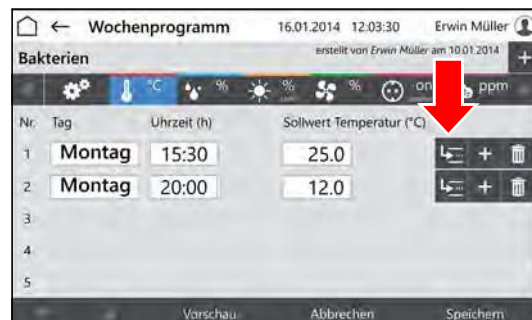 ← Wochenprogramm 16.01.2014 12:03:30 Erwin Müller
Bakterien erstellt von Erwin Müller am 10.01.2014 +
°C % % % on ppm
Nr. Tag Uhrzeit (h) Sollwert Temperatur (°C)
1 Montag 15:30 25.0 +
2 Montag 20:00 12.0 +
3
4
5
Vorschau Abbrechen Speichern